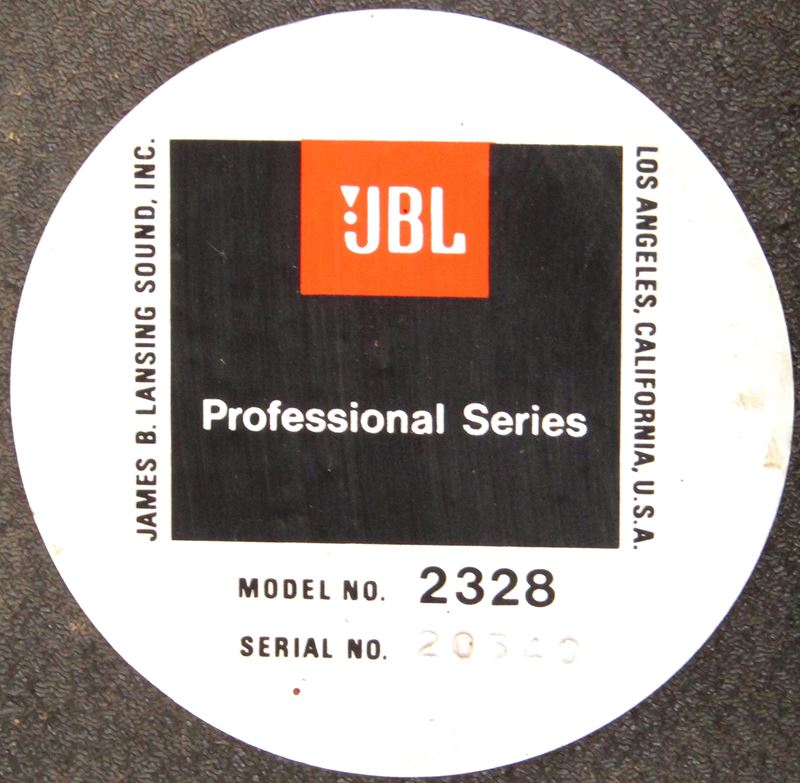 JBL
Professional Series
JAMES B. LANSING SOUND, INC.
LOS ANGELES, CALIFORNIA, U.S.A.
MODEL NO. 2328
SERIAL NO.